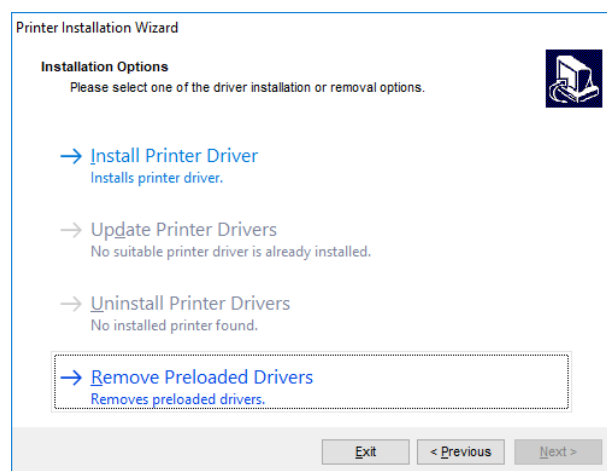 Printer Installation Wizard
Installation Options
Please select one of the driver installation or removal options.
Install Printer Driver
Installs printer driver.
Update Printer Drivers
No suitable printer driver is already installed.
Uninstall Printer Drivers
No installed printer found.
Remove Preloaded Drivers
Removes preloaded drivers.
Exit < Previous Next >